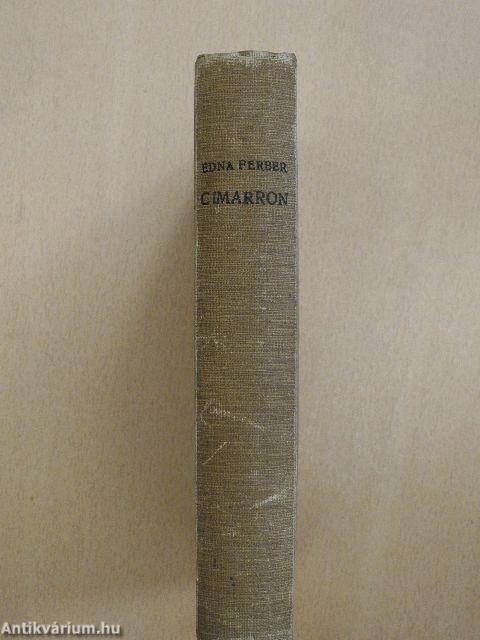 EDNA FERBER
CIMARRON
Antikvárium.hu